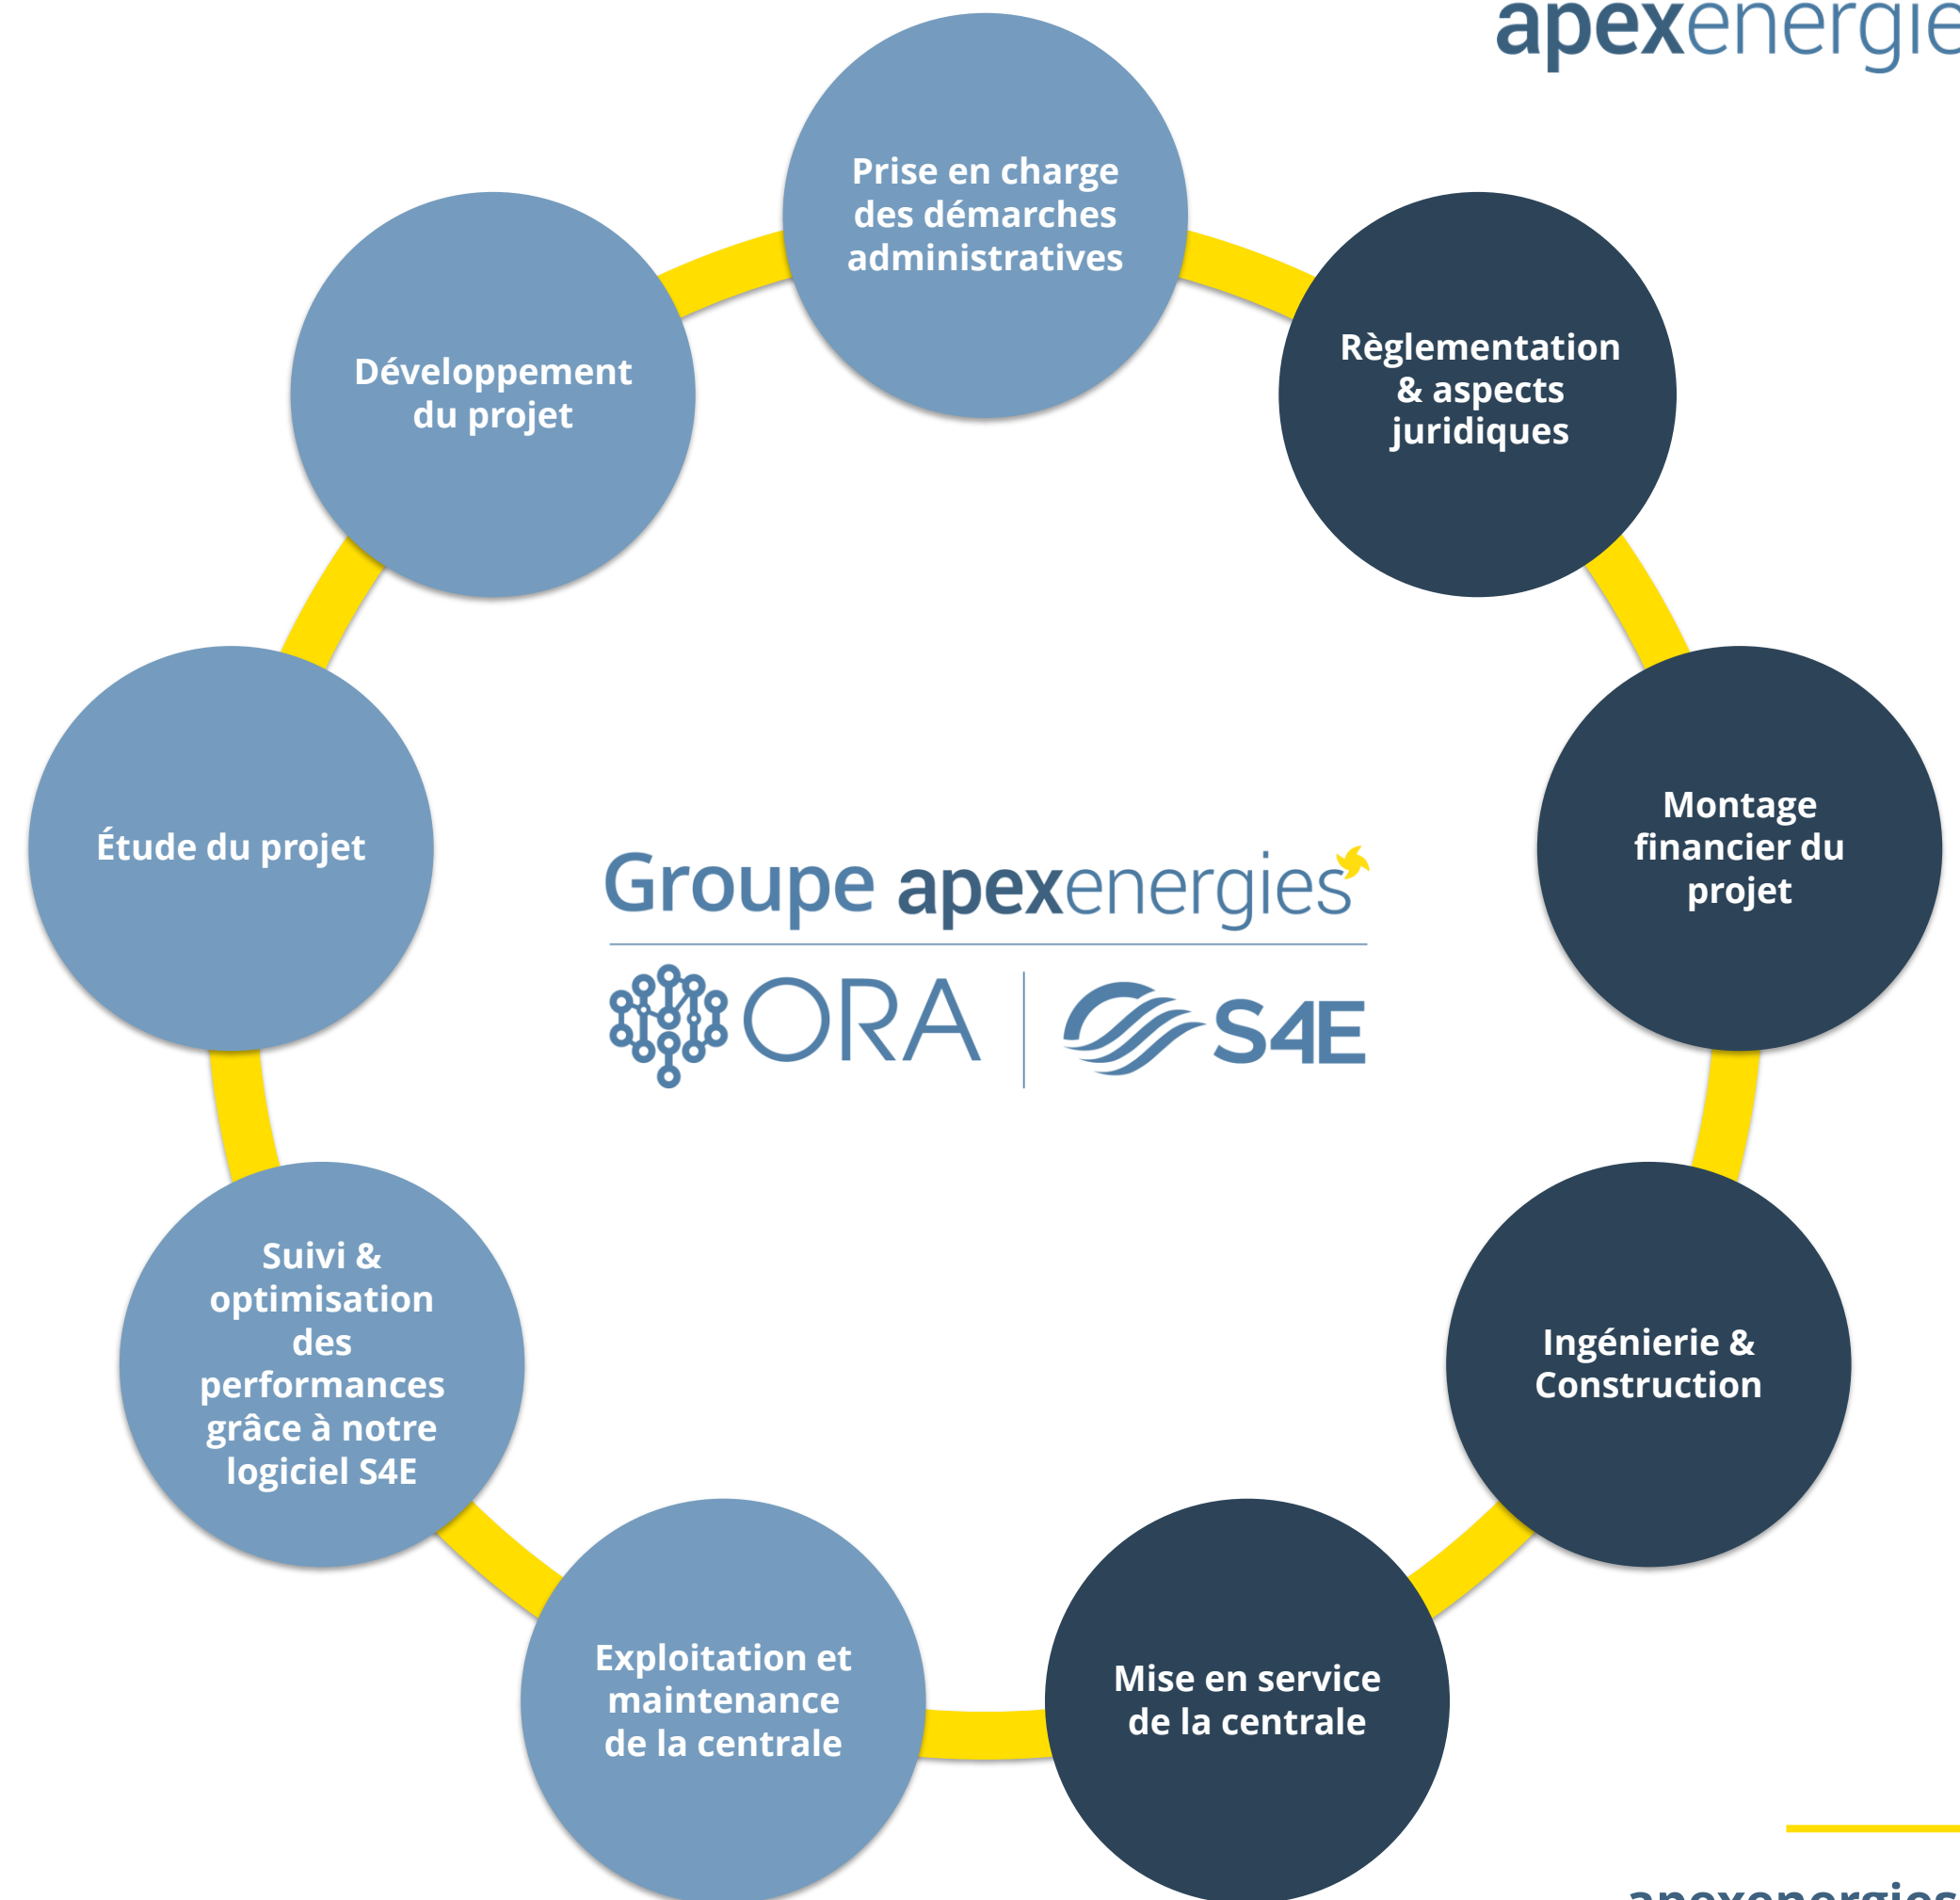 apexenergie
Prise en charge
des démarches
administratives
Développement
du projet
Règlementation
& aspects
juridiques
Étude du projet
Montage
financier du
projet
Groupe apexenergies
ORA
S4E
Suivi &
optimisation
des
performances
grâce à notre
logiciel S4E
Ingénierie &
Construction
Exploitation et
maintenance
de la centrale
Mise en service
de la centrale
apexenergies